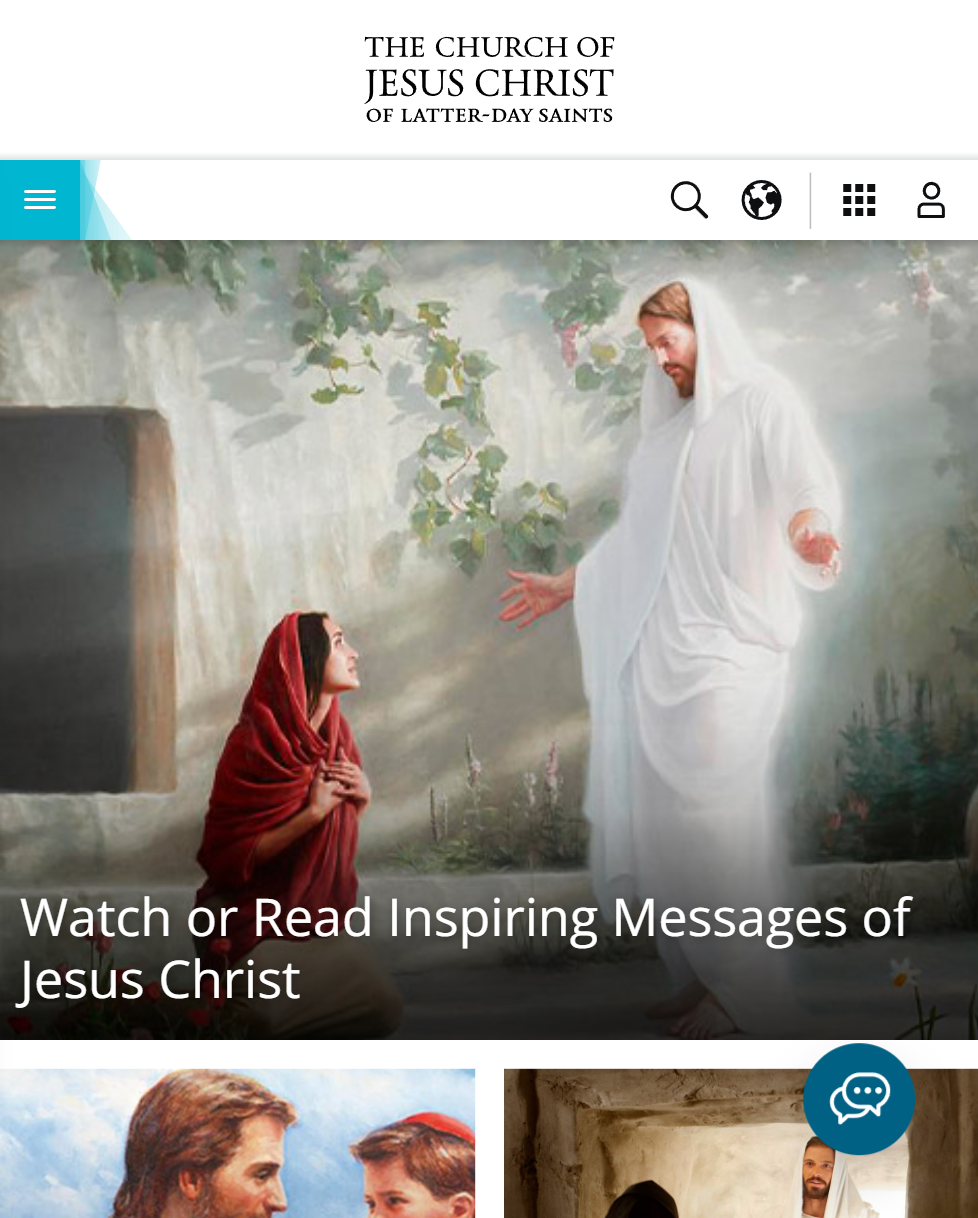 THE CHURCH OF
JESUS CHRIST
OF LATTER-DAY SAINTS
Watch or Read Inspiring Messages of
Jesus Christ